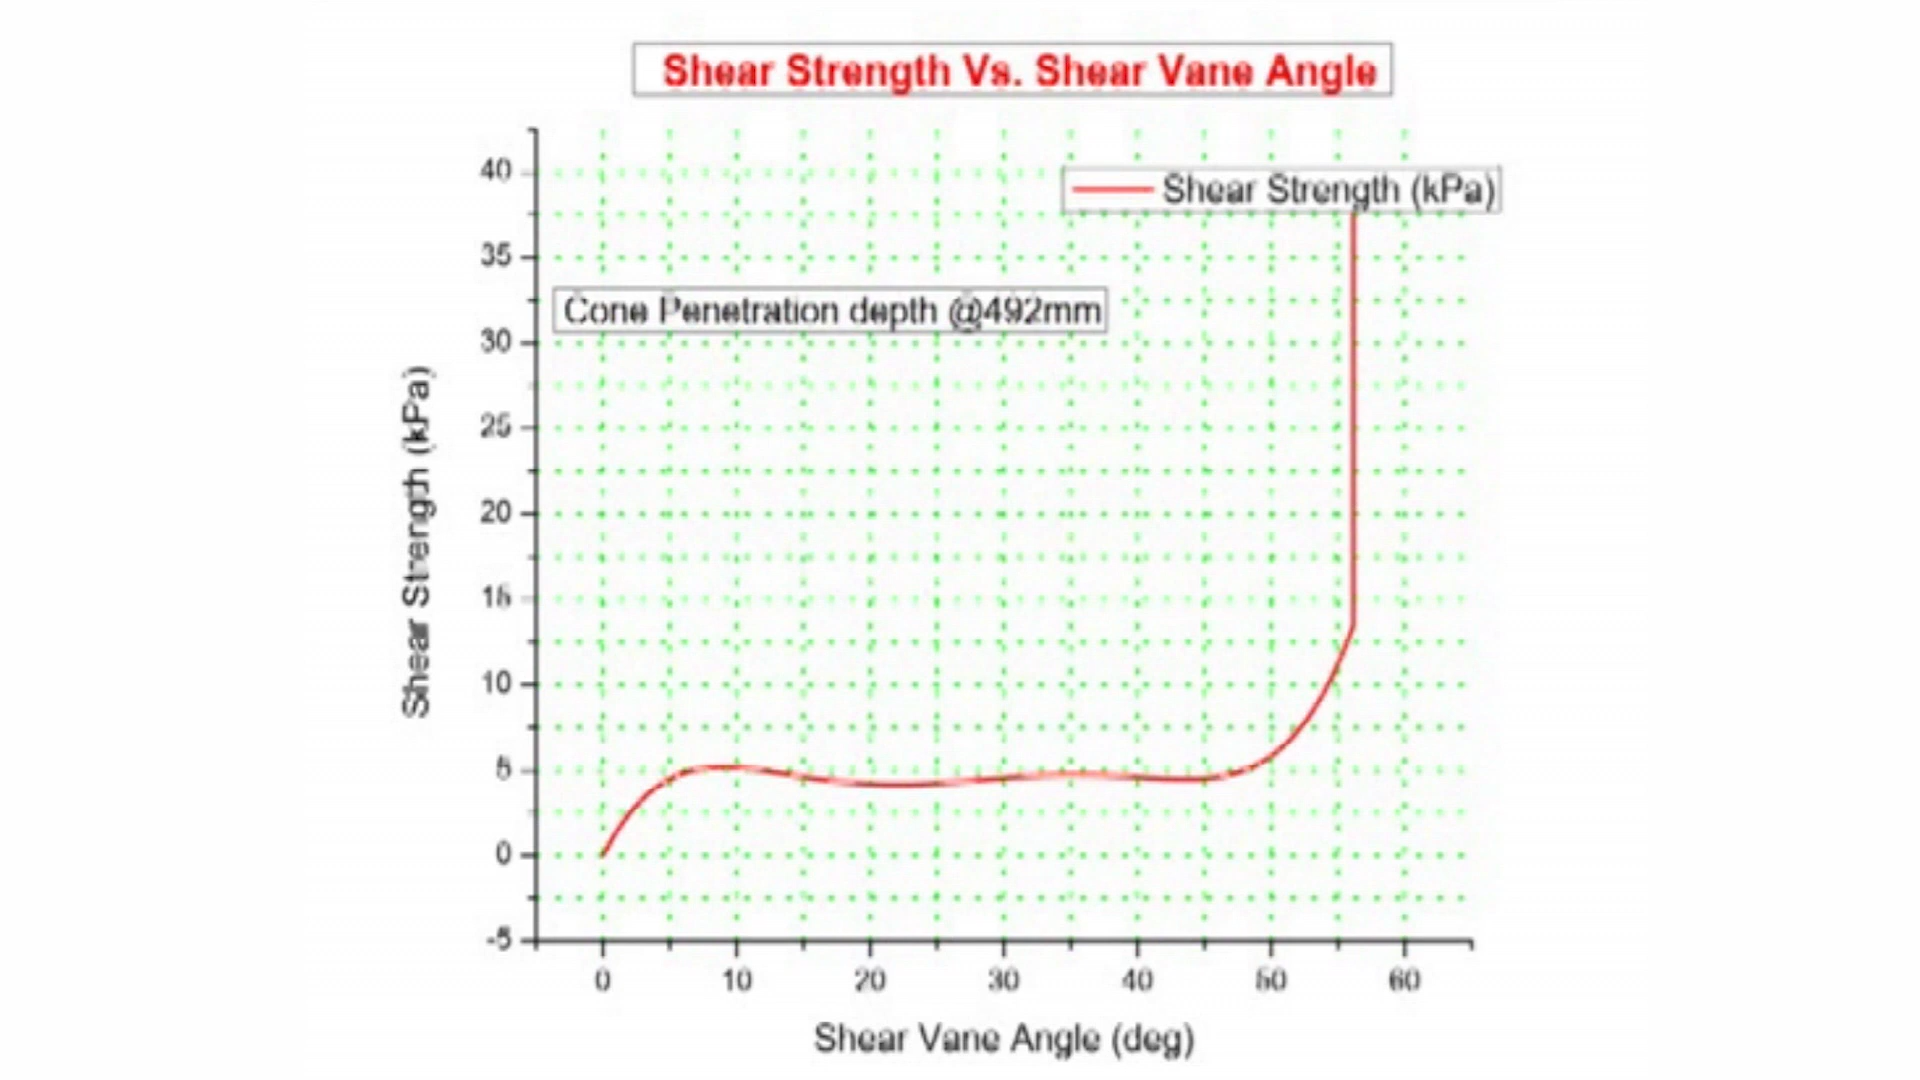 Shear Strength Vs. Shear Vane Angle
40
Shear Strength (kPa)
35
Cone Penetration depth @492mm
30
25
20
15
10
5
0
-5
Shear Strength (kPa)
0 10 20 30 40 50 60
Shear Vane Angle (deg)